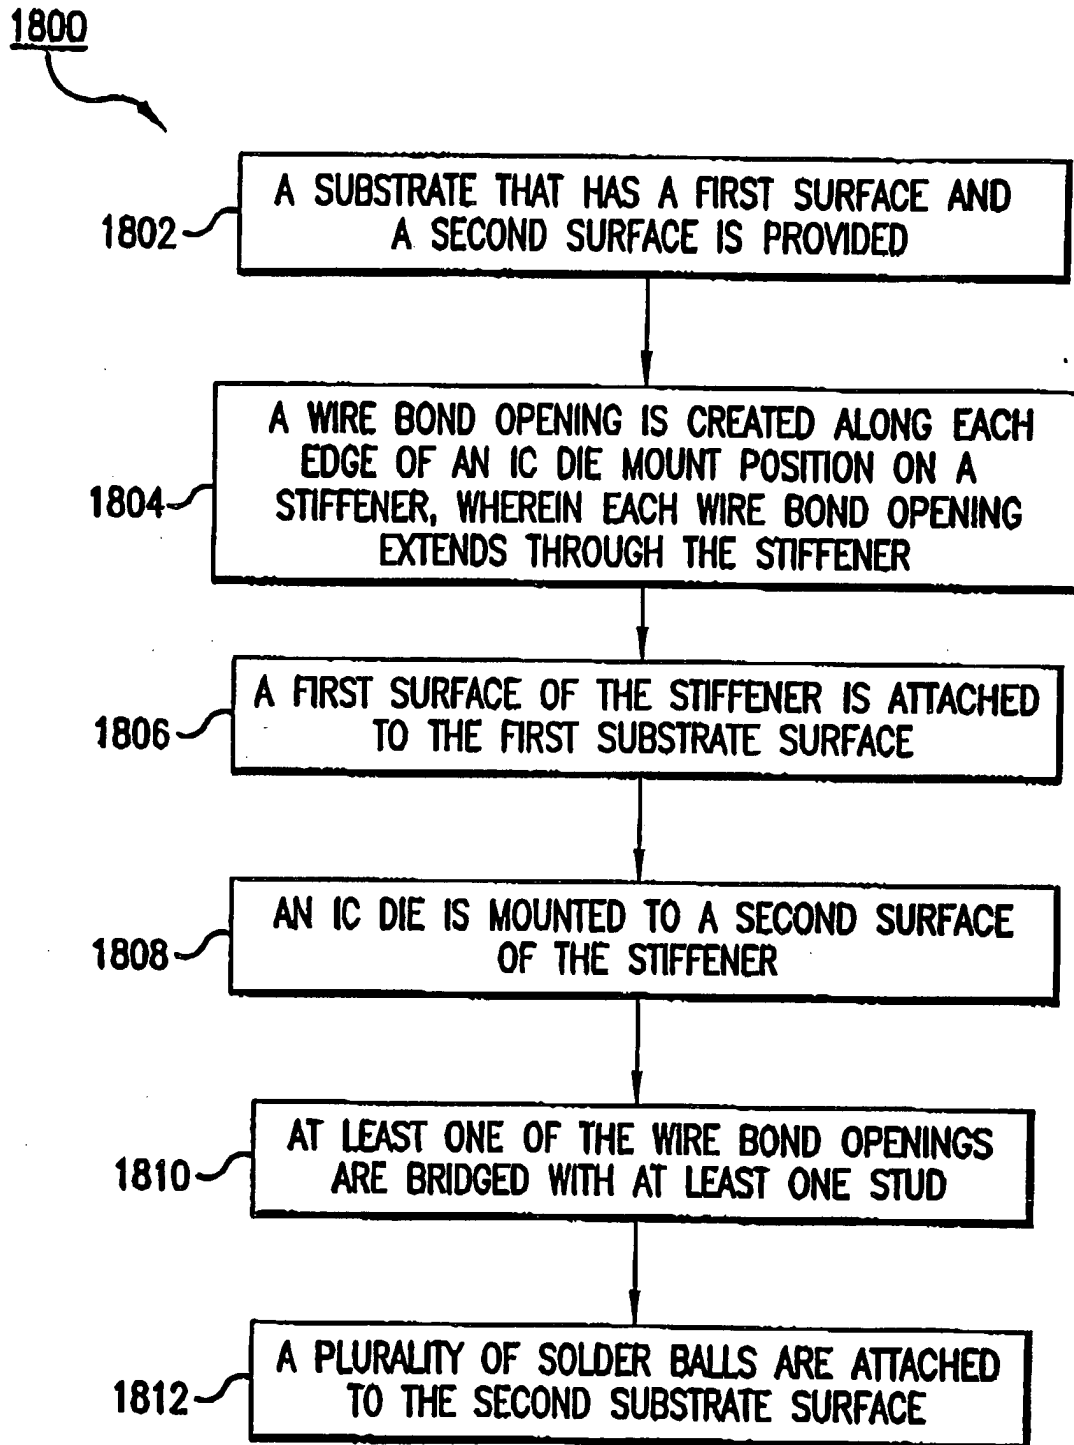 1800
A SUBSTRATE THAT HAS A FIRST SURFACE AND
A SECOND SURFACE IS PROVIDED
1802
A WIRE BOND OPENING IS CREATED ALONG EACH
EDGE OF AN IC DIE MOUNT POSITION ON A
STIFFENER, WHEREIN EACH WIRE BOND OPENING
EXTENDS THROUGH THE STIFFENER
1804
A FIRST SURFACE OF THE STIFFENER IS ATTACHED
TO THE FIRST SUBSTRATE SURFACE
1806
AN IC DIE IS MOUNTED TO A SECOND SURFACE
OF THE STIFFENER
1808
AT LEAST ONE OF THE WIRE BOND OPENINGS
ARE BRIDGED WITH AT LEAST ONE STUD
1810
A PLURALITY OF SOLDER BALLS ARE ATTACHED
TO THE SECOND SUBSTRATE SURFACE
1812